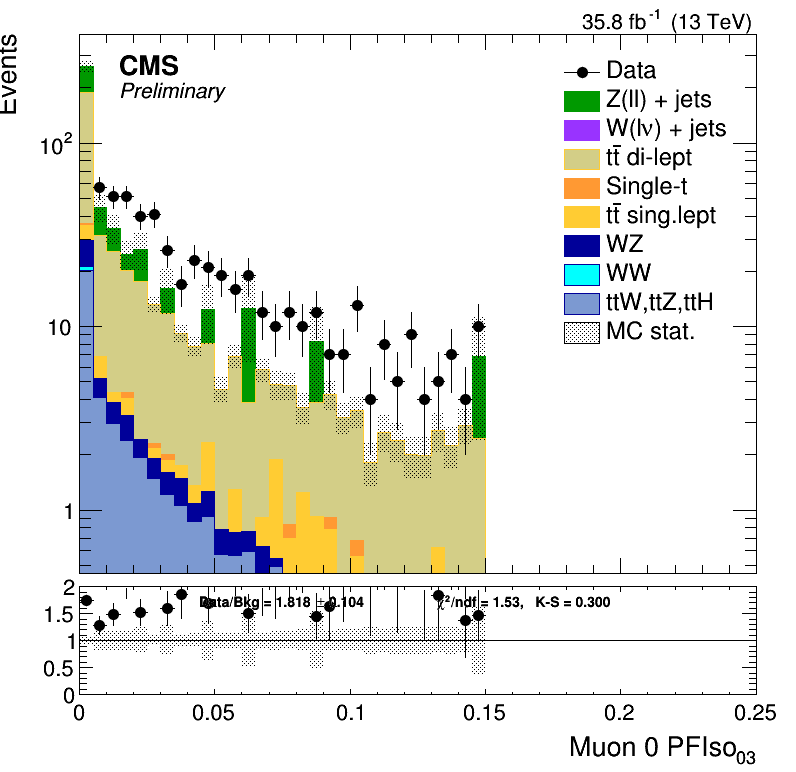 35.8 fb⁻¹ (13 TeV)
Events
CMS
Preliminary
Data
Z(ll) + jets
W(lν) + jets
tt̄ di-lept
Single-t
tt̄ sing.lept
WZ
WW
ttW,ttZ,ttH
MC stat.
10²
10
1
2
1.5
1
0.5
0
Data/Bkg = 1.818 ± 0.104
χ²/ndf = 1.53, K-S = 0.300
0 0.05 0.1 0.15 0.2 0.25
Muon 0 PFIso₀₃